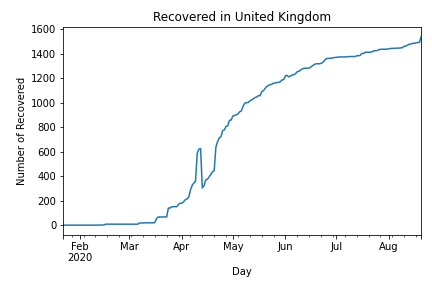 Recovered in United Kingdom
Number of Recovered
1600
1400
1200
1000
800
600
400
200
0
Feb Mar Apr May Jun Jul Aug
2020
Day